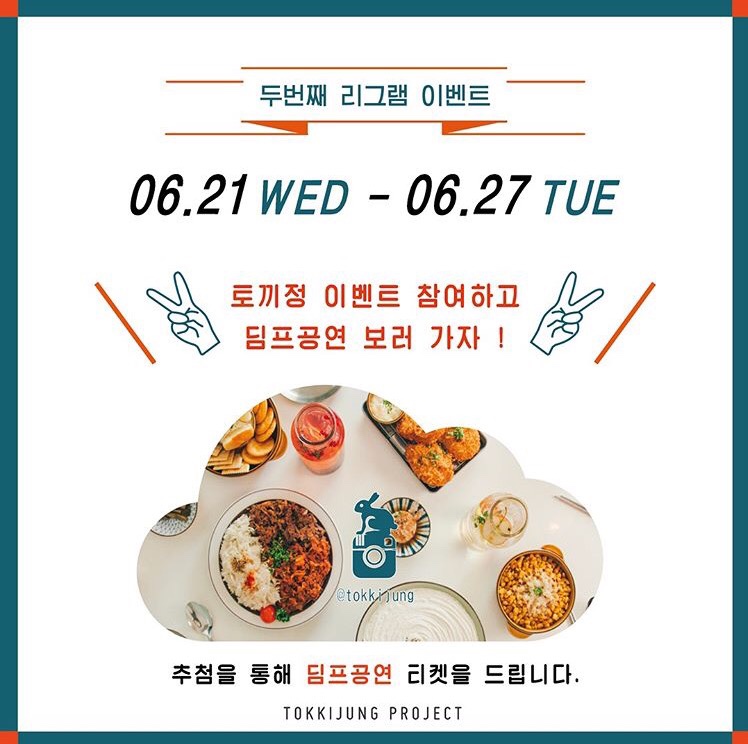 두번째 리그램 이벤트
06.21 WED - 06.27 TUE
토끼정 이벤트 참여하고
딤프공연 보러 가자 !
@tokkijung
추첨을 통해 딤프공연 티켓을 드립니다.
TOKKIJUNG PROJECT